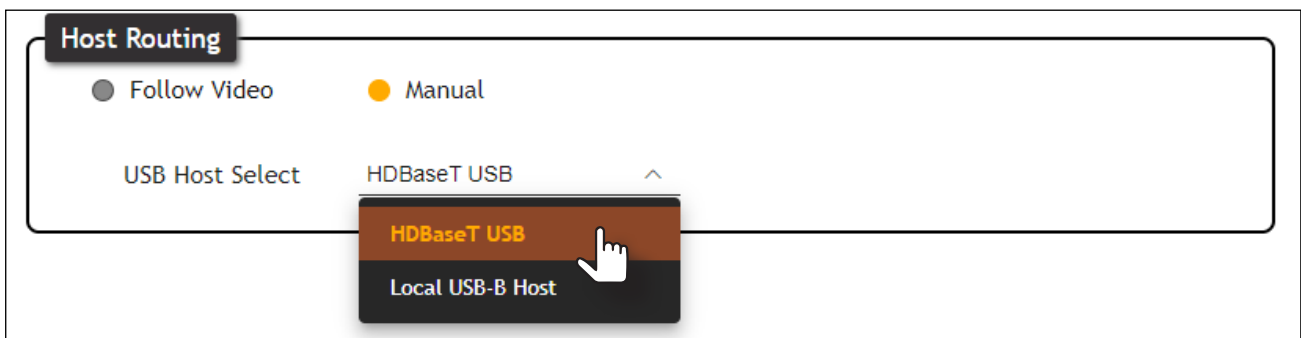 Host Routing
Follow Video Manual
USB Host Select HDBaseT USB
HDBaseT USB
Local USB-B Host